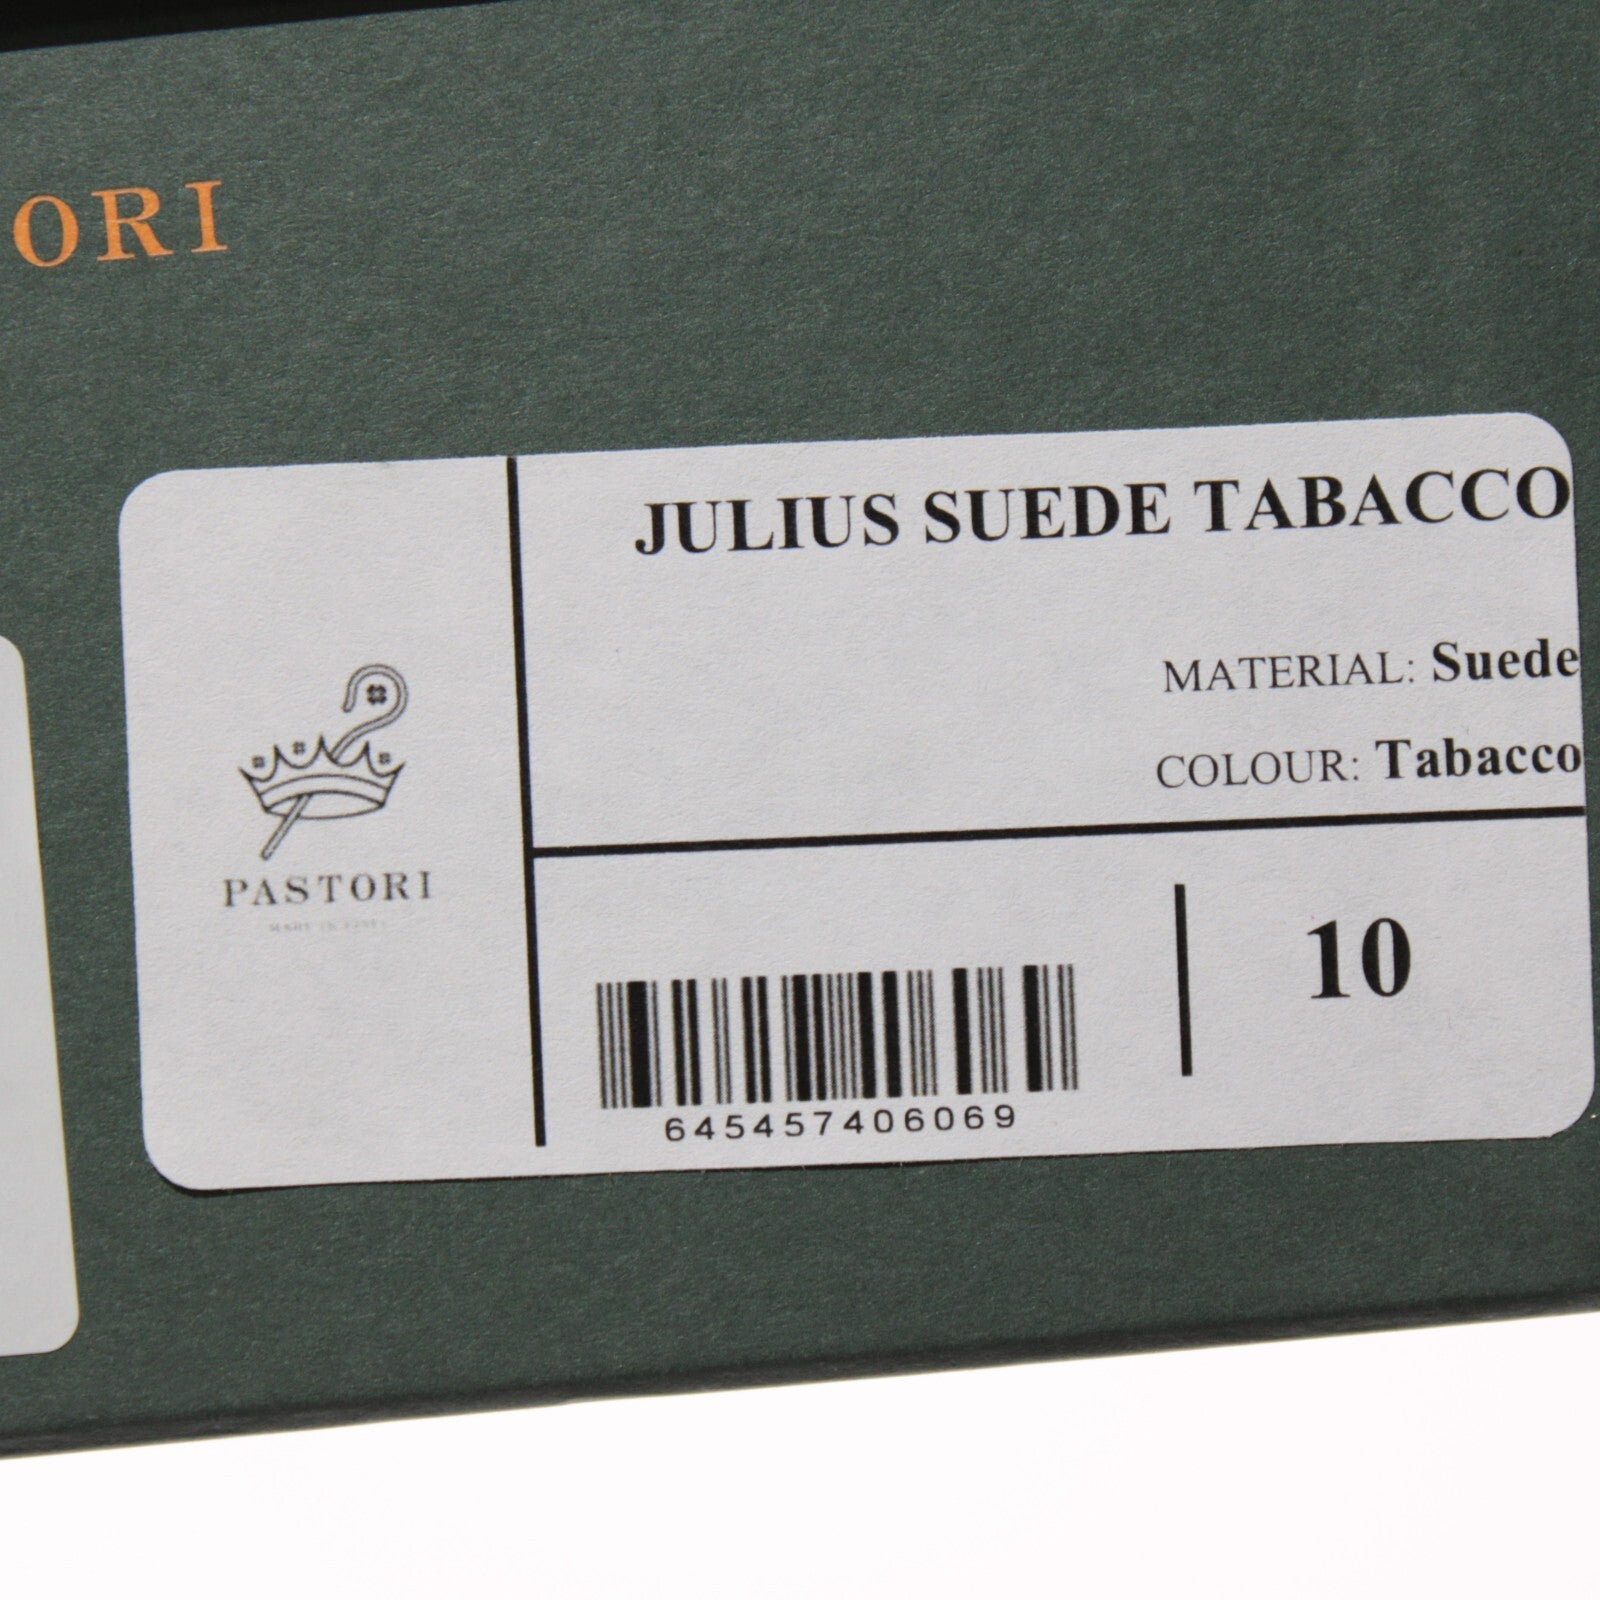 ORI
JULIUS SUEDE TABACCO
MATERIAL: Suede
COLOUR: Tabacco
PASTORI
10
645457406069